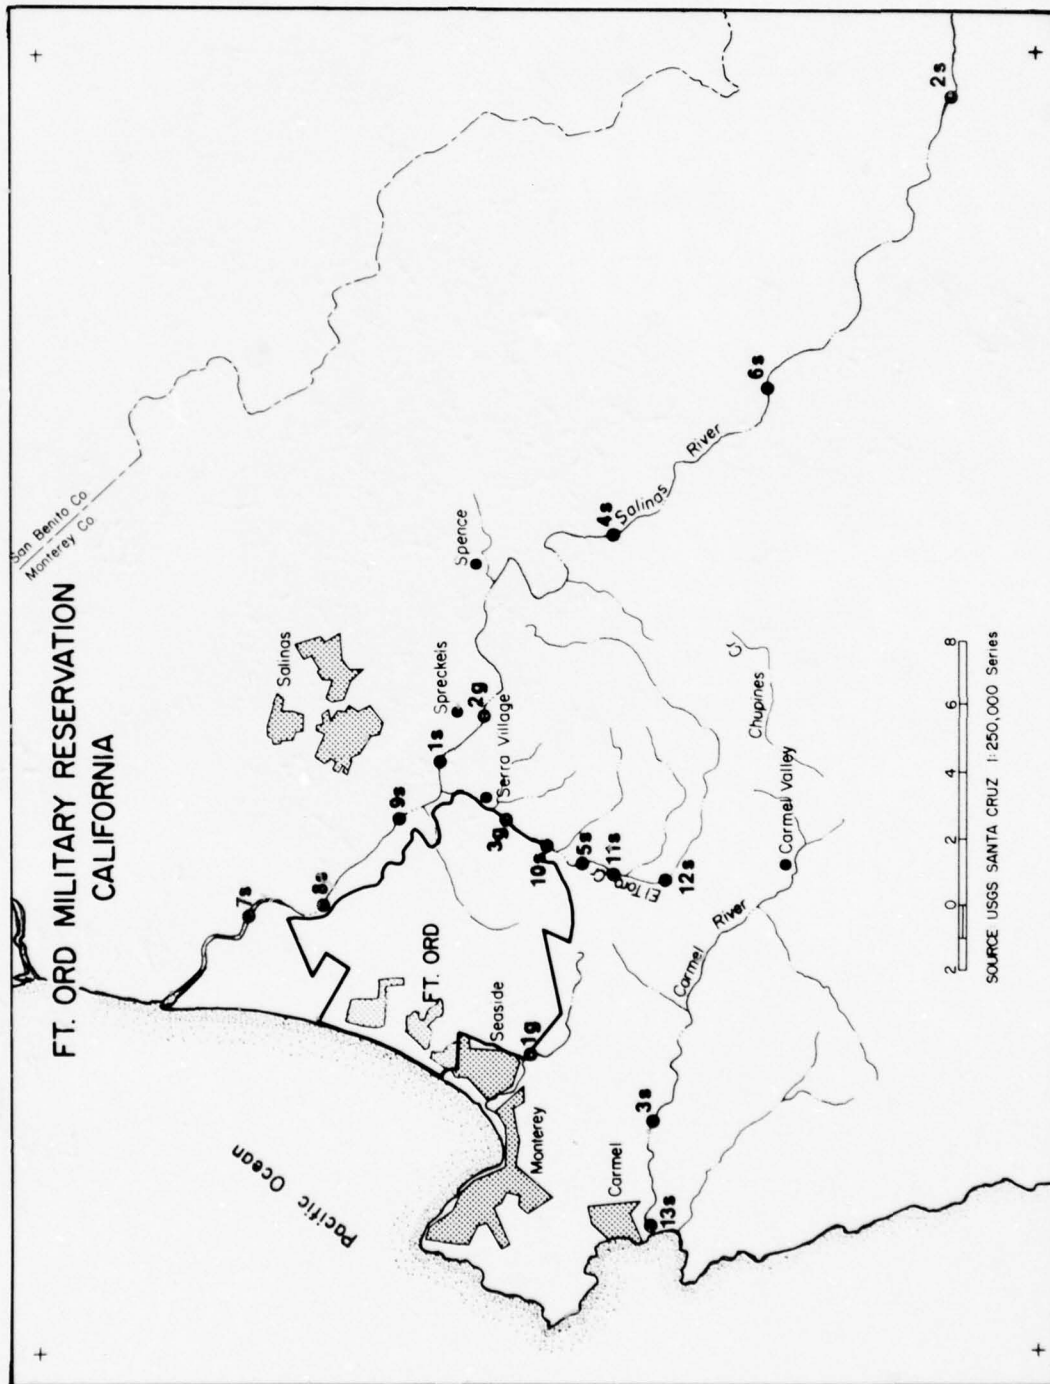 FT. ORD MILITARY RESERVATION
CALIFORNIA
San Benito Co
Monterey Co
Pacific Ocean
Salinas
Spreckels
Spence
Serra Village
FT. ORD
Seaside
Monterey
Carmel
Carmel Valley
Salinas River
Carmel River
El Toro Cr
Chupines Cr
7s
8s
9s
1s
2g
3g
10s
5s
11s
12s
1g
3s
13s
4s
6s
2s
2 0 2 4 6 8
SOURCE USGS SANTA CRUZ 1:250,000 Series